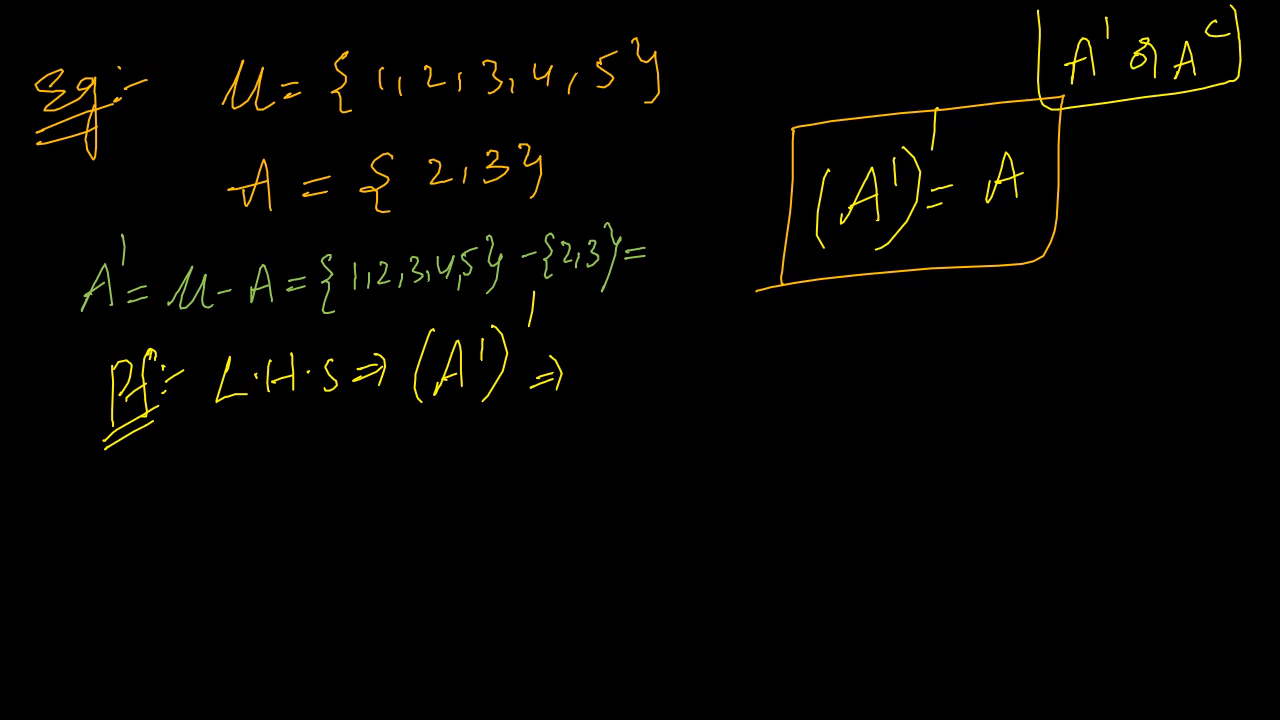 Eg:- U = { 1, 2, 3, 4, 5 }
A' or A^c
A = { 2, 3 }
(A')' = A
A' = U - A = { 1, 2, 3, 4, 5 } - { 2, 3 } =
Pf:- L.H.S ⇒ (A')' ⇒